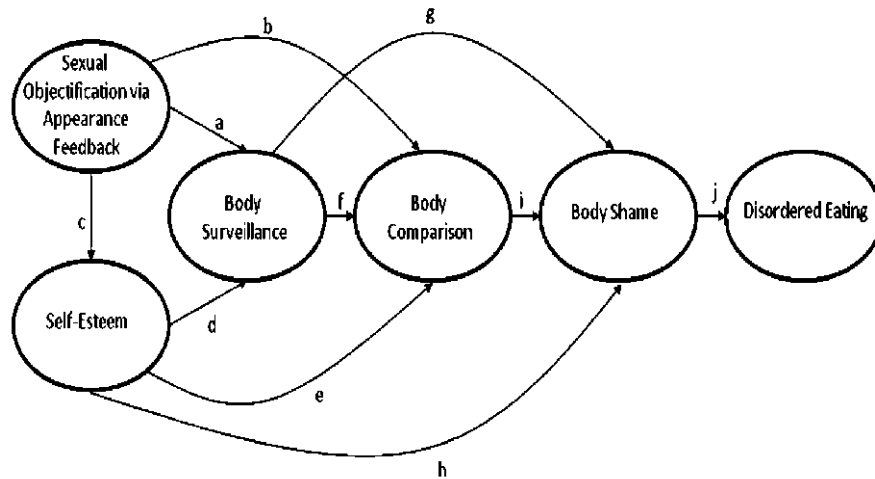 g
b
Sexual
Objectification via
Appearance
Feedback
a
c
Body
Surveillance
f
Body
Comparison
i
Body Shame
j
Disordered Eating
Self-Esteem
d
e
h